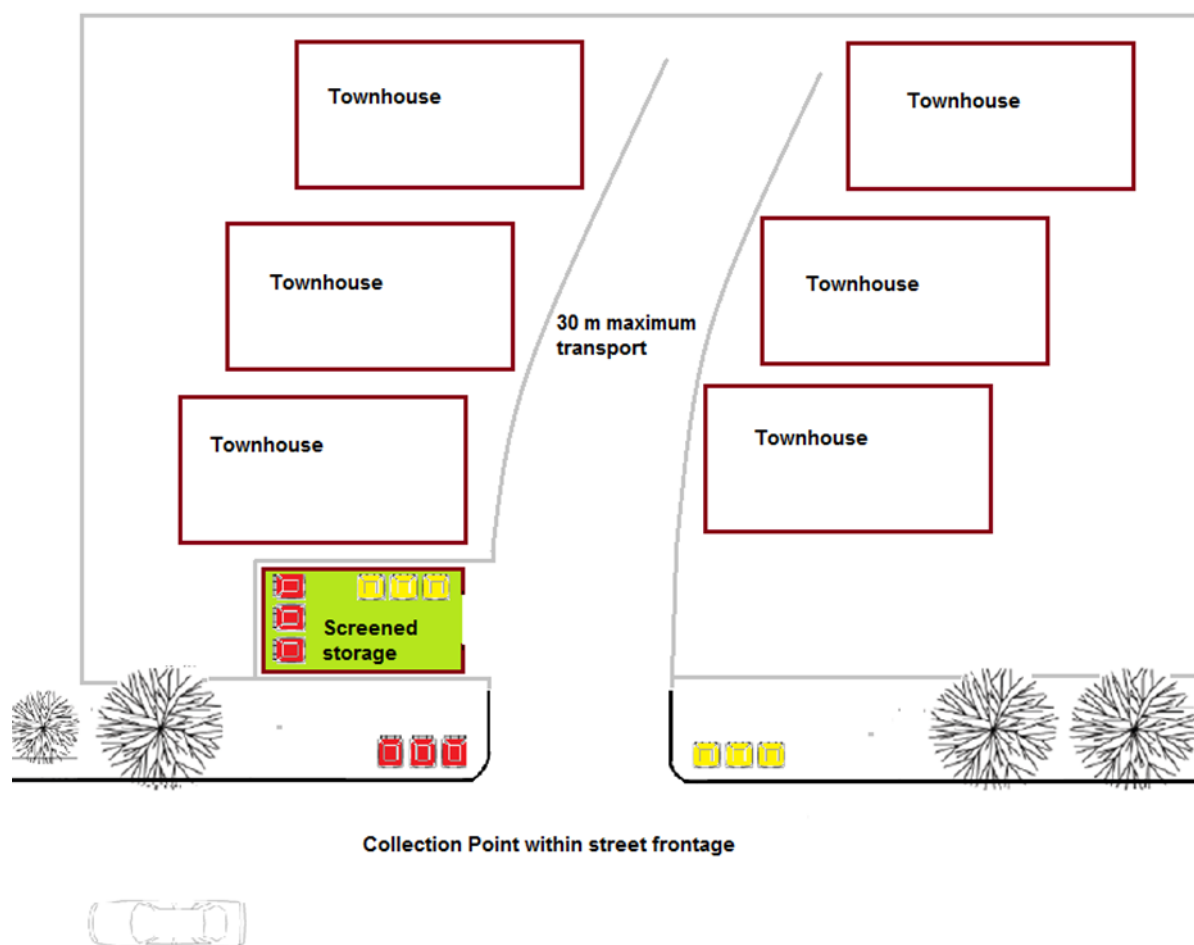 Townhouse
Townhouse
Townhouse
Townhouse
30 m maximum
transport
Townhouse
Townhouse
Screened
storage
Collection Point within street frontage